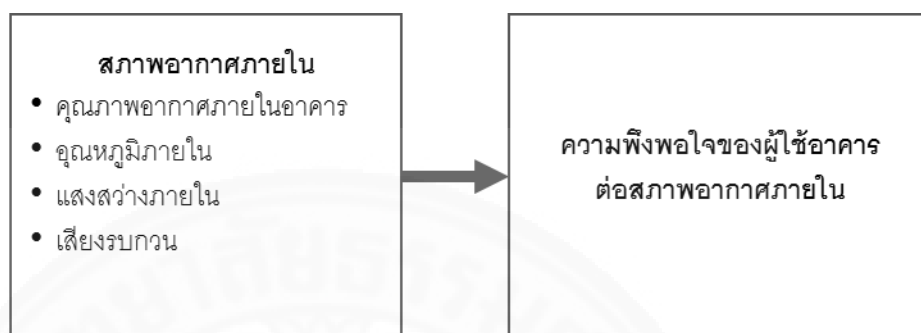 สภาพอากาศภายใน
• คุณภาพอากาศภายในอาคาร
• อุณหภูมิภายใน
• แสงสว่างภายใน
• เสียงรบกวน
ความพึงพอใจของผู้ใช้อาคาร
ต่อสภาพอากาศภายใน